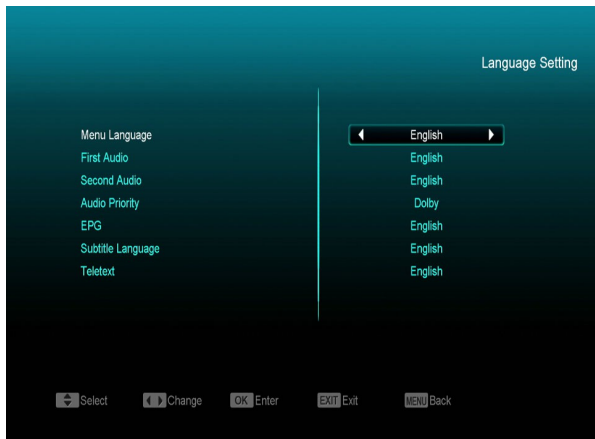 Language Setting
Menu Language English
First Audio English
Second Audio English
Audio Priority Dolby
EPG English
Subtitle Language English
Teletext English
Select Change OK Enter EXIT Exit MENU Back